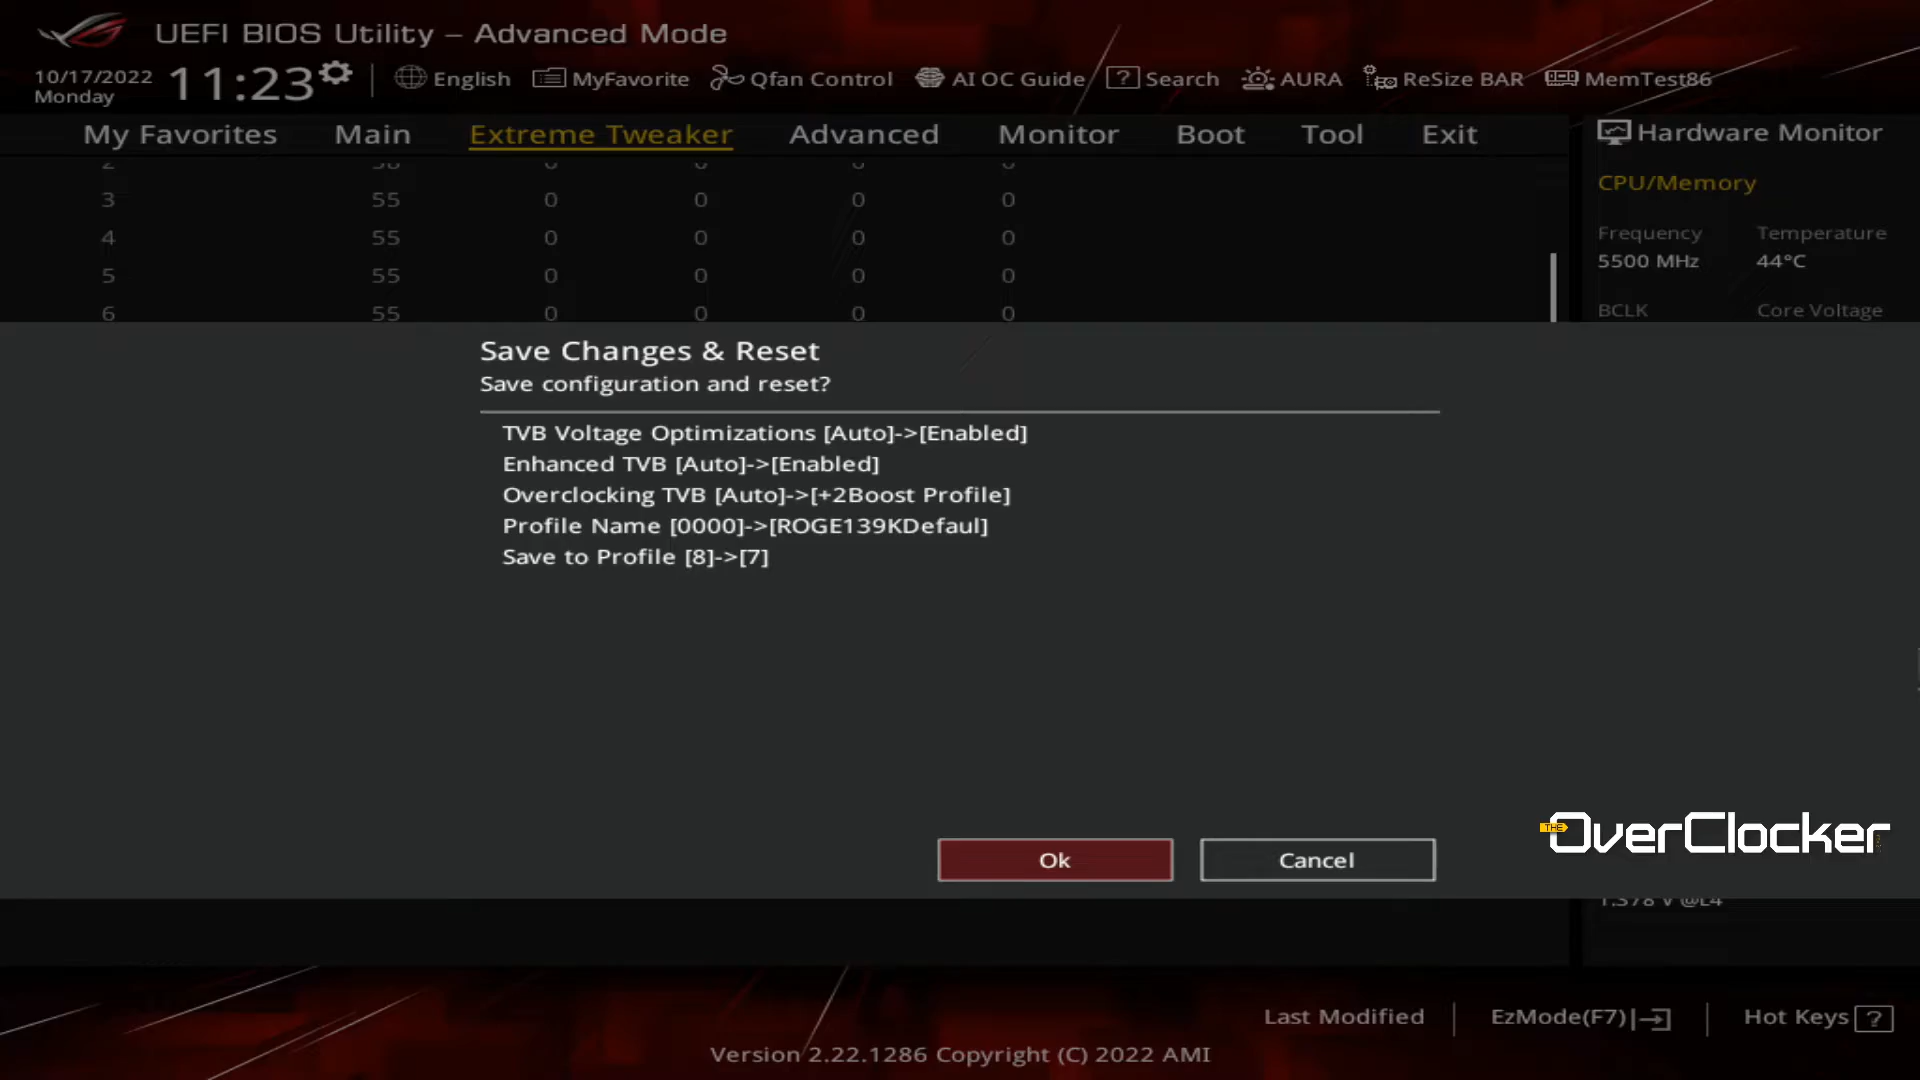 UEFI BIOS Utility – Advanced Mode
10/17/2022
Monday
11:23
English
MyFavorite
Qfan Control
AI OC Guide
? Search
AURA
ReSize BAR
MemTest86
My Favorites
Main
Extreme Tweaker
Advanced
Monitor
Boot
Tool
Exit
Hardware Monitor
3 55 0 0 0 0
4 55 0 0 0 0
5 55 0 0 0 0
6 55 0 0 0 0
CPU/Memory
Frequency Temperature
5500 MHz 44°C
BCLK Core Voltage
Save Changes & Reset
Save configuration and reset?
TVB Voltage Optimizations [Auto]->[Enabled]
Enhanced TVB [Auto]->[Enabled]
Overclocking TVB [Auto]->[+2Boost Profile]
Profile Name [0000]->[ROGE139KDefaul]
Save to Profile [8]->[7]
Ok
Cancel
THE OverClocker
Last Modified
EzMode(F7)
Hot Keys ?
Version 2.22.1286 Copyright (C) 2022 AMI